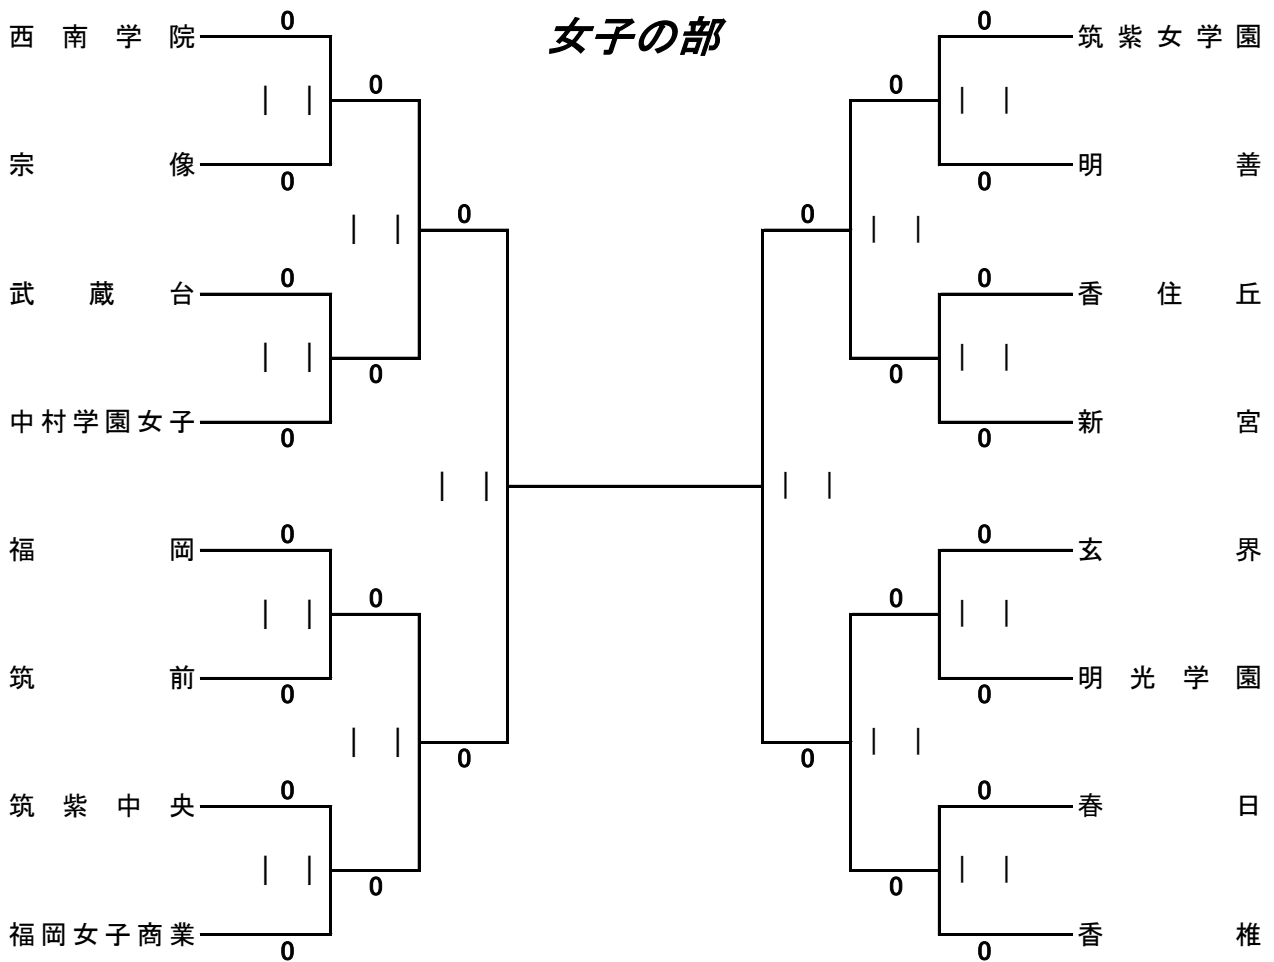 女子の部
西南学院 0 0 筑紫女学園
0 0
| | | |
宗像 0 0 明善
0 0
| | | |
武蔵台 0 0 香住丘
| | | |
0 0
中村学園女子 0 0 新宮
| | | |
福岡 0 0 玄界
0 0
| | | |
筑前 0 0 明光学園
| | | |
0 0
筑紫中央 0 0 春日
| | | |
0 0
福岡女子商業 0 0 香椎